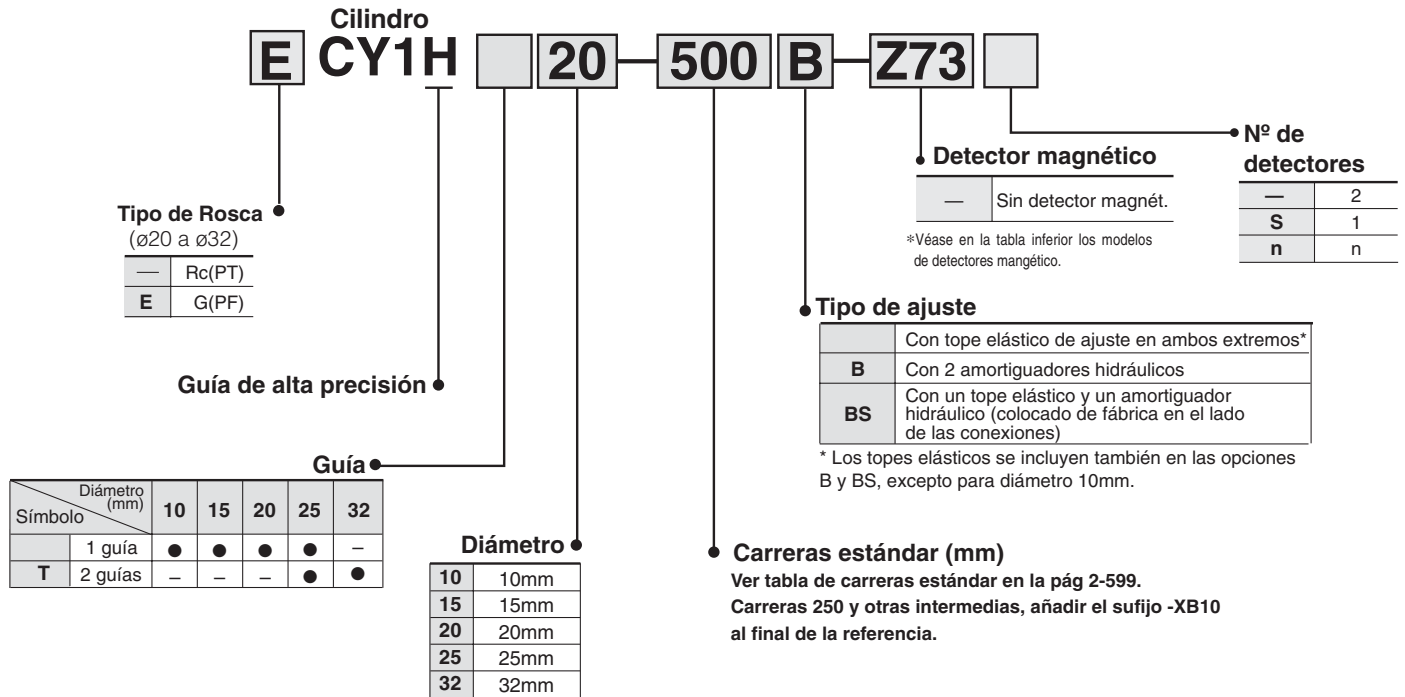 Cilindro
E CY1H 20 500 B Z73
Tipo de Rosca
(ø20 a ø32)
— Rc(PT)
E G(PF)
Guía de alta precisión
Guía
Símbolo Diámetro (mm) 10 15 20 25 32
1 guía ● ● ● ● –
T 2 guías – – – ● ●
Diámetro
10 10mm
15 15mm
20 20mm
25 25mm
32 32mm
Carreras estándar (mm)
Ver tabla de carreras estándar en la pág 2-599.
Carreras 250 y otras intermedias, añadir el sufijo -XB10
al final de la referencia.
Tipo de ajuste
Con tope elástico de ajuste en ambos extremos*
B Con 2 amortiguadores hidráulicos
BS Con un tope elástico y un amortiguador
hidráulico (colocado de fábrica en el lado
de las conexiones)
* Los topes elásticos se incluyen también en las opciones
B y BS, excepto para diámetro 10mm.
Detector magnético
— Sin detector magnét.
*Véase en la tabla inferior los modelos
de detectores mangético.
Nº de
detectores
— 2
S 1
n n